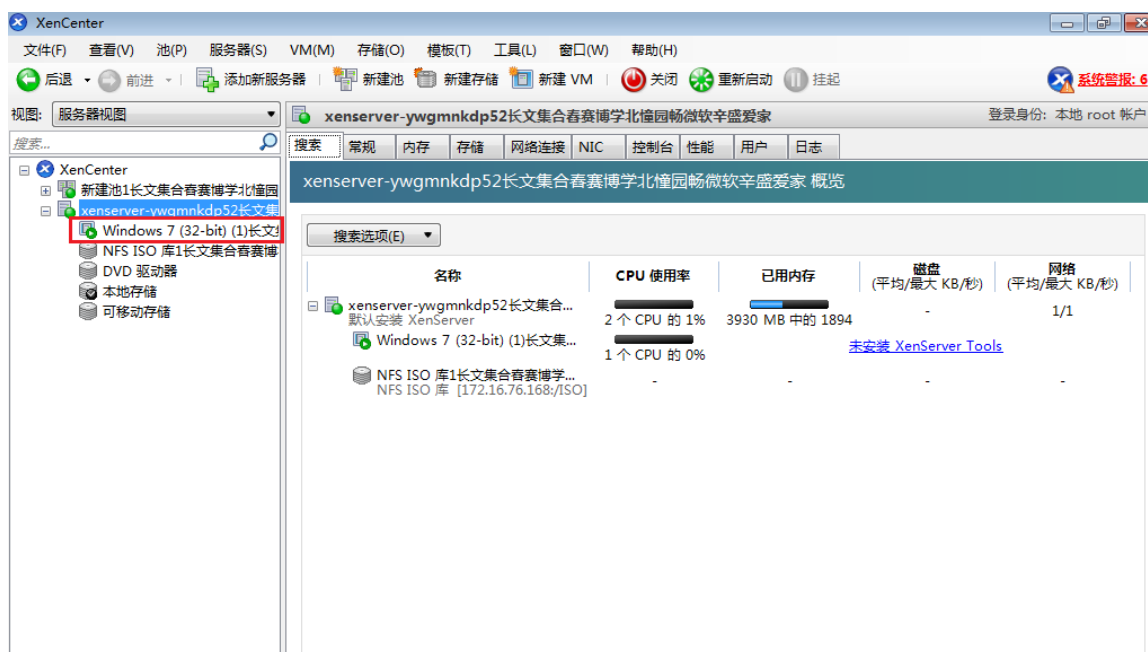 XenCenter
文件(F) 查看(V) 池(P) 服务器(S) VM(M) 存储(O) 模板(T) 工具(L) 窗口(W) 帮助(H)
后退 前进 添加新服务器 新建池 新建存储 新建 VM 关闭 重新启动 挂起 系统警报: 6
视图: 服务器视图 xenserver-ywgmnkdp52长文集合春赛博学北憧园畅微软辛盛爱家 登录身份: 本地 root 帐户
搜索... 搜索 常规 内存 存储 网络连接 NIC 控制台 性能 用户 日志
XenCenter
新建池1长文集合春赛博学北憧园
xenserver-ywgmnkdp52长文集
Windows 7 (32-bit) (1)长文
NFS ISO 库1长文集合春赛博
DVD 驱动器
本地存储
可移动存储
xenserver-ywgmnkdp52长文集合春赛博学北憧园畅微软辛盛爱家 概览
搜索选项(E)
名称 CPU 使用率 已用内存 磁盘 (平均/最大 KB/秒) 网络 (平均/最大 KB/秒)
xenserver-ywgmnkdp52长文集合...
默认安装 XenServer 2 个 CPU 的 1% 3930 MB 中的 1894 - 1/1
Windows 7 (32-bit) (1)长文集... 1 个 CPU 的 0% 未安装 XenServer Tools
NFS ISO 库1长文集合春赛博学... - - - -
NFS ISO 库 [172.16.76.168:/ISO]